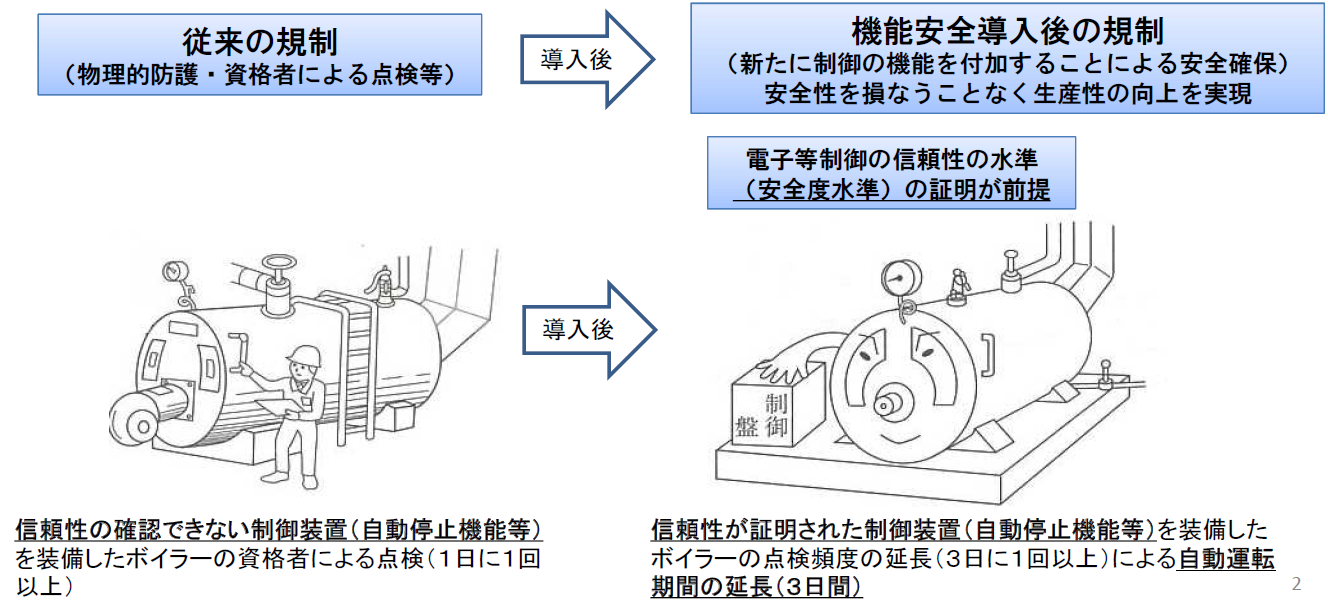 従来の規制
（物理的防護・資格者による点検等）
導入後
機能安全導入後の規制
（新たに制御の機能を付加することによる安全確保）
安全性を損なうことなく生産性の向上を実現
電子等制御の信頼性の水準
（安全度水準）の証明が前提
導入後
制御盤
信頼性の確認できない制御装置（自動停止機能等）
を装備したボイラーの資格者による点検（１日に１回
以上）
信頼性が証明された制御装置（自動停止機能等）を装備した
ボイラーの点検頻度の延長（３日に１回以上）による自動運転
期間の延長（３日間）
2